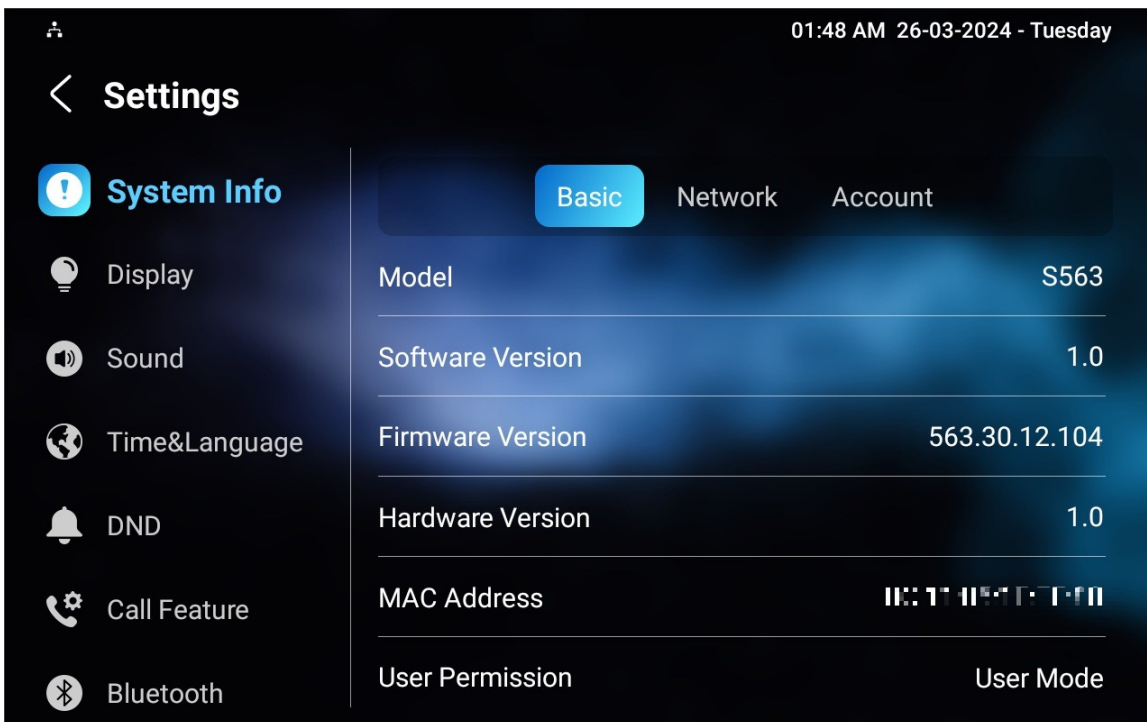 01:48 AM 26-03-2024 - Tuesday
Settings
System Info
Display
Sound
Time&Language
DND
Call Feature
Bluetooth
Basic Network Account
Model S563
Software Version 1.0
Firmware Version 563.30.12.104
Hardware Version 1.0
MAC Address
User Permission User Mode